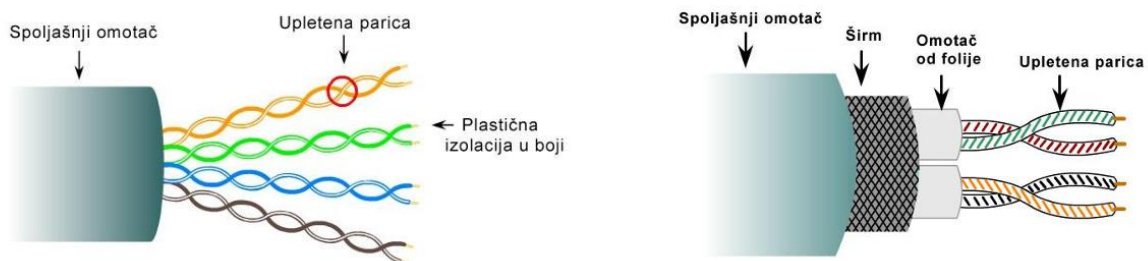 Spoljašnji omotač
Upletena parica
Plastična
izolacija u boji
Spoljašnji omotač
Širm
Omotač
od folije
Upletena parica